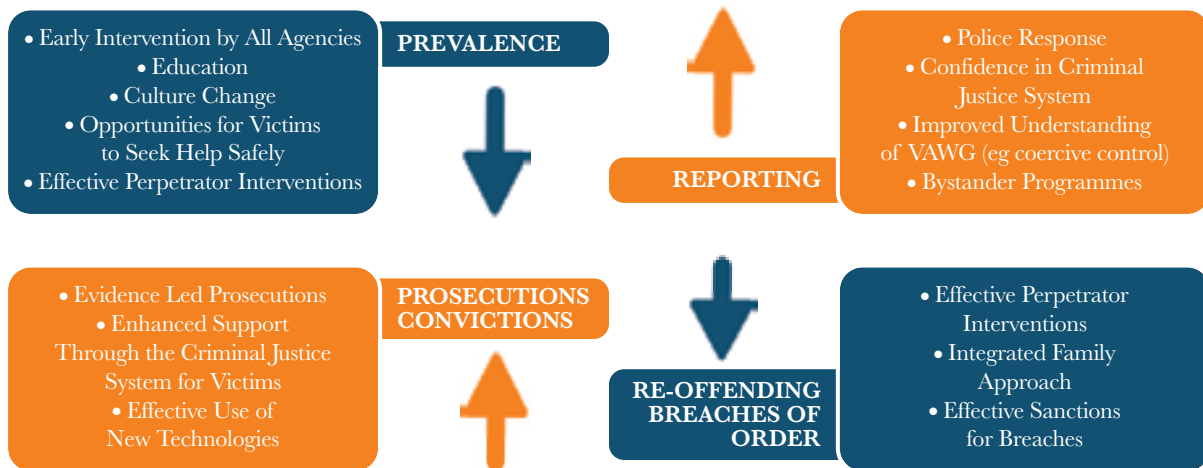 • Early Intervention by All Agencies
• Education
• Culture Change
• Opportunities for Victims
to Seek Help Safely
• Effective Perpetrator Interventions
PREVALENCE
REPORTING
• Police Response
• Confidence in Criminal
Justice System
• Improved Understanding
of VAWG (eg coercive control)
• Bystander Programmes
• Evidence Led Prosecutions
• Enhanced Support
Through the Criminal Justice
System for Victims
• Effective Use of
New Technologies
PROSECUTIONS
CONVICTIONS
RE-OFFENDING
BREACHES OF
ORDER
• Effective Perpetrator
Interventions
• Integrated Family
Approach
• Effective Sanctions
for Breaches